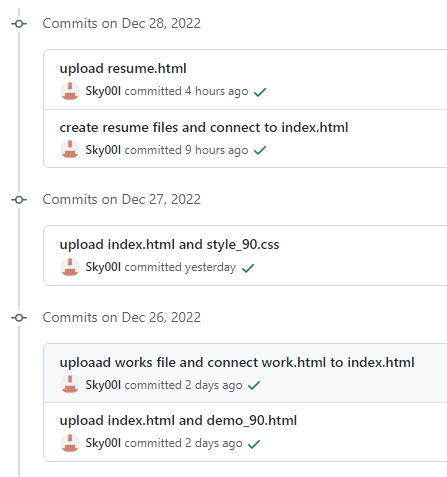 Commits on Dec 28, 2022
upload resume.html
Sky00l committed 4 hours ago
create resume files and connect to index.html
Sky00l committed 9 hours ago
Commits on Dec 27, 2022
upload index.html and style_90.css
Sky00l committed yesterday
Commits on Dec 26, 2022
uploaad works file and connect work.html to index.html
Sky00l committed 2 days ago
upload index.html and demo_90.html
Sky00l committed 2 days ago